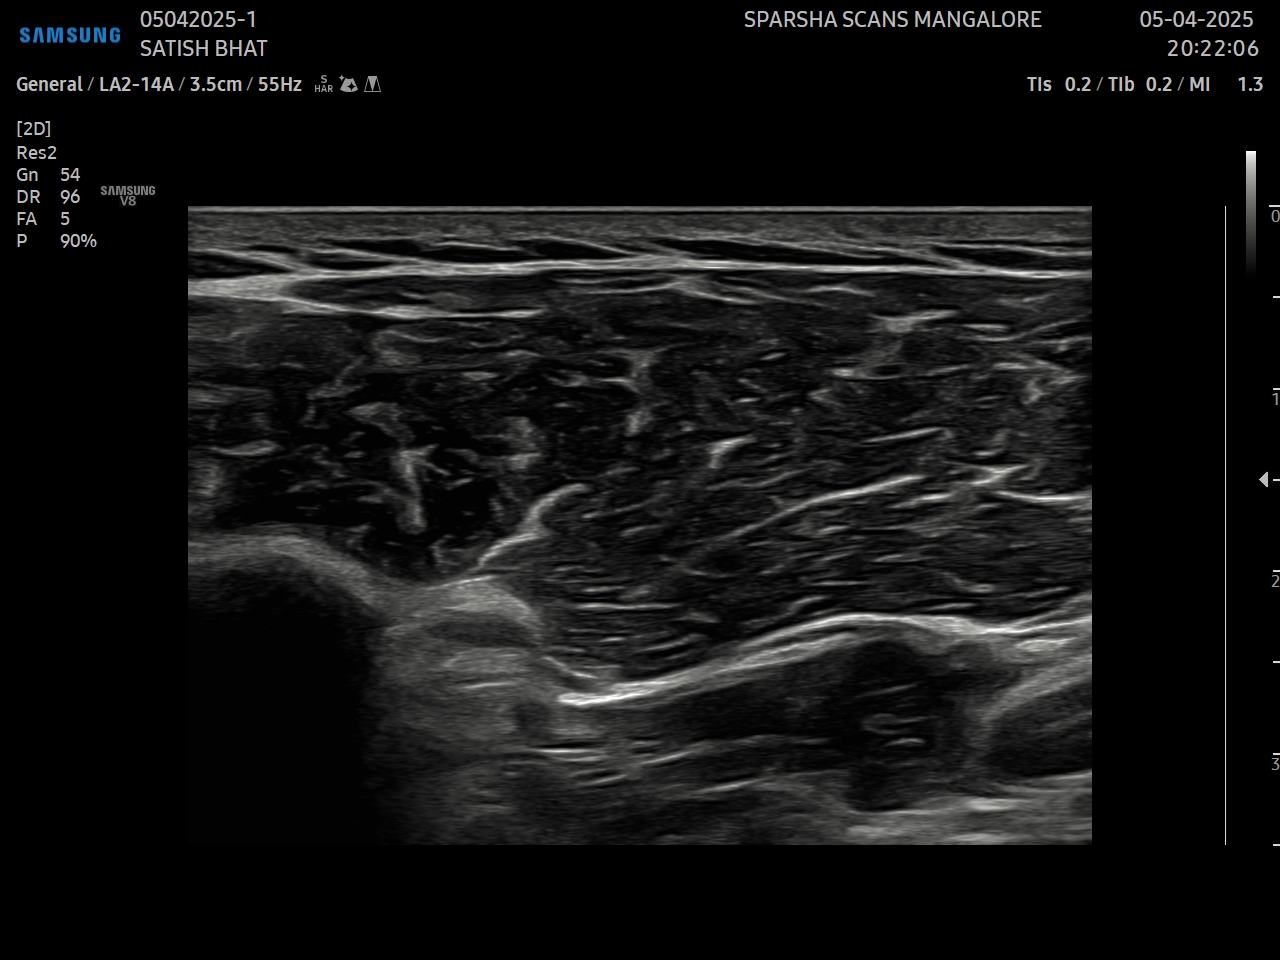 SAMSUNG
05042025-1
SATISH BHAT
SPARSHA SCANS MANGALORE
05-04-2025
20:22:06
General / LA2-14A / 3.5cm / 55Hz
S
HAR
TIs 0.2 / TIb 0.2 / MI 1.3
[2D]
Res2
Gn 54
DR 96
FA 5
P 90%
SAMSUNG
V8
0
1
2
3